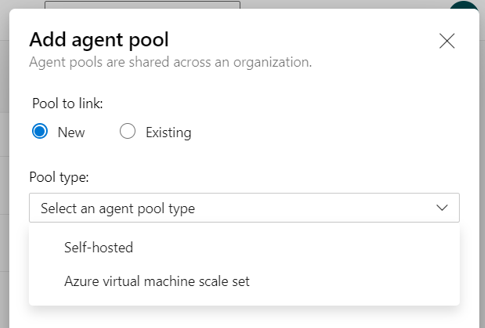 Add agent pool
Agent pools are shared across an organization.
Pool to link:
New Existing
Pool type:
Select an agent pool type
Self-hosted
Azure virtual machine scale set